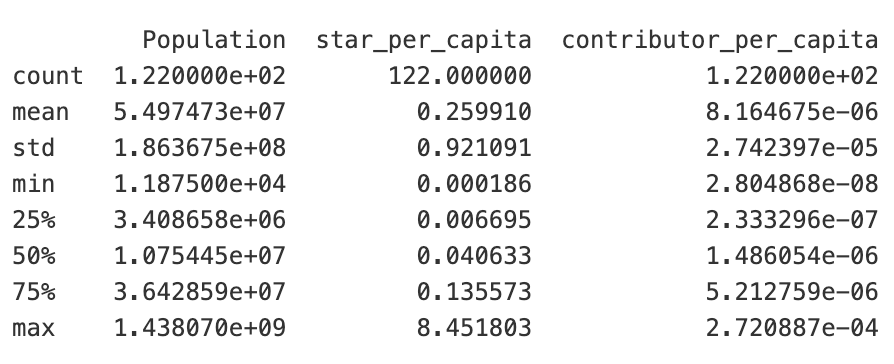 Population star_per_capita contributor_per_capita
count 1.220000e+02 122.000000 1.220000e+02
mean 5.497473e+07 0.259910 8.164675e-06
std 1.863675e+08 0.921091 2.742397e-05
min 1.187500e+04 0.000186 2.804868e-08
25% 3.408658e+06 0.006695 2.333296e-07
50% 1.075445e+07 0.040633 1.486054e-06
75% 3.642859e+07 0.135573 5.212759e-06
max 1.438070e+09 8.451803 2.720887e-04